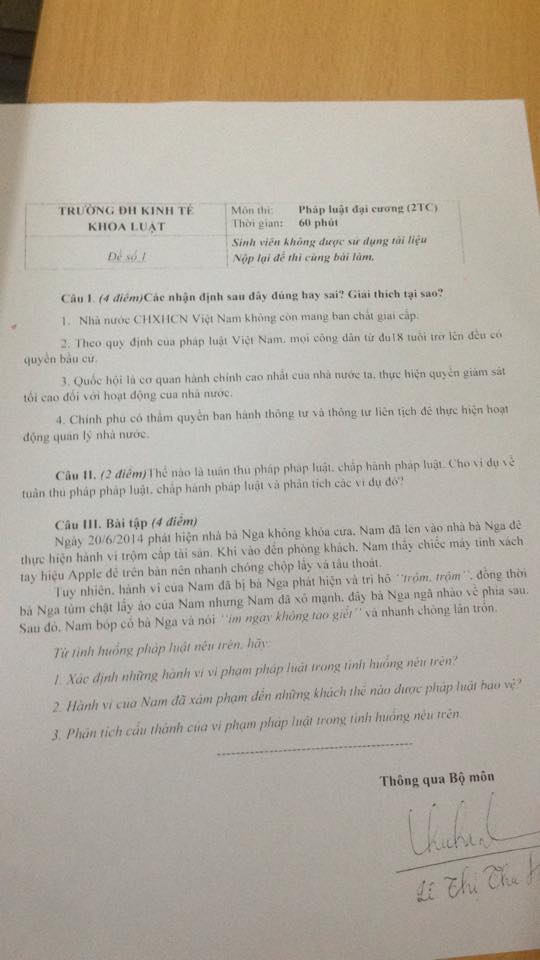 TRƯỜNG ĐH KINH TẾ
KHOA LUẬT
Đề số 1
Môn thi: Pháp luật đại cương (2TC)
Thời gian: 60 phút
Sinh viên không được sử dụng tài liệu
Nộp lại đề thi cùng bài làm.
Câu I. (4 điểm)Các nhận định sau đây đúng hay sai? Giải thích tại sao?
1. Nhà nước CHXHCN Việt Nam không còn mang bản chất giai cấp.
2. Theo quy định của pháp luật Việt Nam, mọi công dân từ đủ18 tuổi trở lên đều có
quyền bầu cử.
3. Quốc hội là cơ quan hành chính cao nhất của nhà nước ta, thực hiện quyền giám sát
tối cao đối với hoạt động của nhà nước.
4. Chính phủ có thẩm quyền ban hành thông tư và thông tư liên tịch để thực hiện hoạt
động quản lý nhà nước.
Câu II. (2 điểm)Thế nào là tuân thủ pháp pháp luật, chấp hành pháp luật. Cho ví dụ về
tuân thủ pháp pháp luật, chấp hành pháp luật và phân tích các ví dụ đó?
Câu III. Bài tập (4 điểm)
Ngày 20/6/2014 phát hiện nhà bà Nga không khóa cửa, Nam đã lẻn vào nhà bà Nga để
thực hiện hành vi trộm cắp tài sản. Khi vào đến phòng khách, Nam thấy chiếc máy tính xách
tay hiệu Apple để trên bàn nên nhanh chóng chộp lấy và tẩu thoát.
Tuy nhiên, hành vi của Nam đã bị bà Nga phát hiện và tri hô ``trộm, trộm``, đồng thời
bà Nga túm chặt lấy áo của Nam nhưng Nam đã xô mạnh, đẩy bà Nga ngã nhào về phía sau.
Sau đó, Nam bóp cổ bà Nga và nói ``im ngay không tao giết`` và nhanh chóng lẩn trốn.
Từ tình huống pháp luật nêu trên, hãy:
1. Xác định những hành vi vi phạm pháp luật trong tình huống nêu trên?
2. Hành vi của Nam đã xâm phạm đến những khách thể nào được pháp luật bảo vệ?
3. Phân tích cấu thành của vi phạm pháp luật trong tình huống nêu trên.
Thông qua Bộ môn
Lê Thị Thu